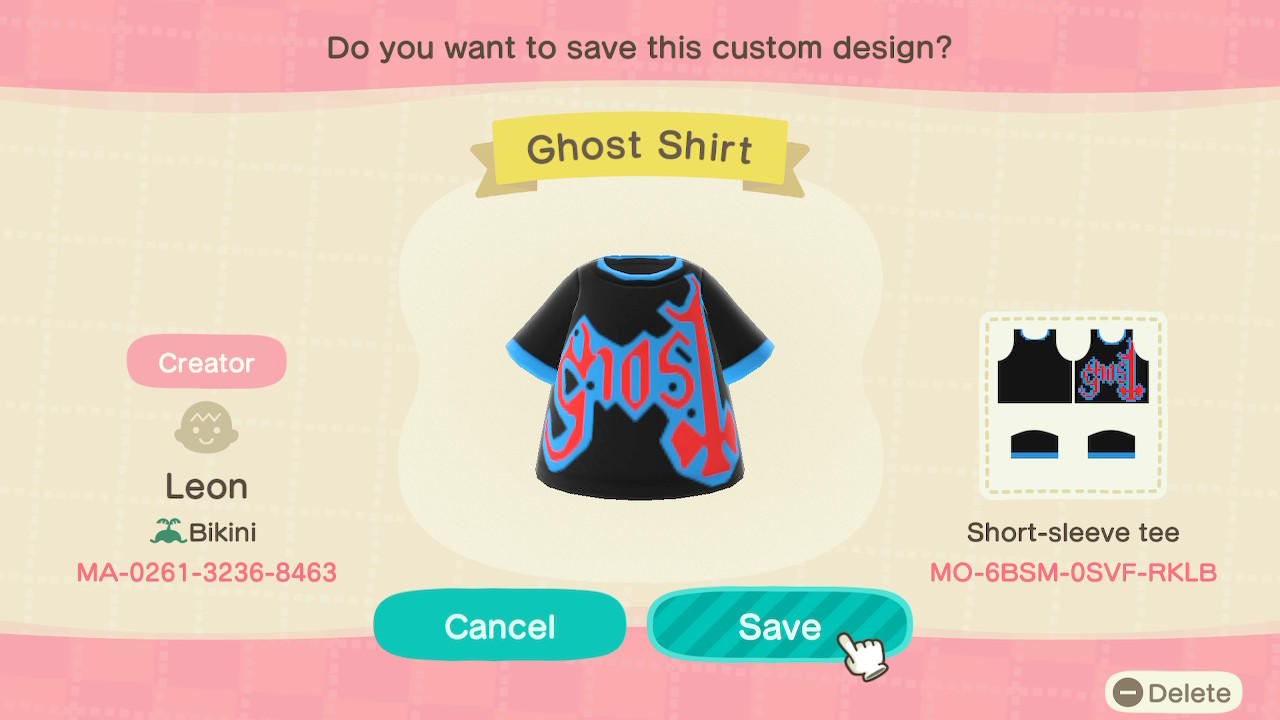 Do you want to save this custom design?
Ghost Shirt
ghost
Creator
Leon
Bikini
MA-0261-3236-8463
ghost
Short-sleeve tee
MO-6BSM-0SVF-RKLB
Cancel
Save
Delete